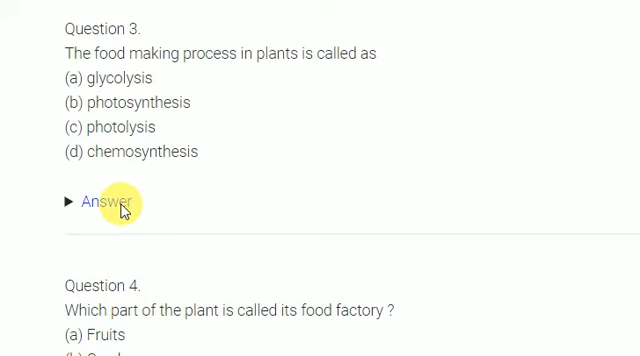 Question 3.
The food making process in plants is called as
(a) glycolysis
(b) photosynthesis
(c) photolysis
(d) chemosynthesis
Answer
Question 4.
Which part of the plant is called its food factory ?
(a) Fruits
(b)